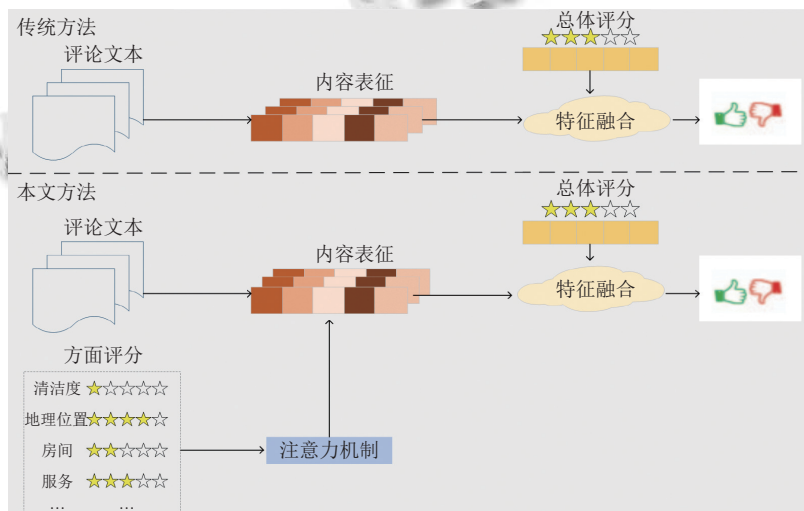 传统方法
评论文本
内容表征
总体评分
特征融合
本文方法
评论文本
内容表征
总体评分
特征融合
方面评分
清洁度
地理位置
房间
服务
… …
注意力机制